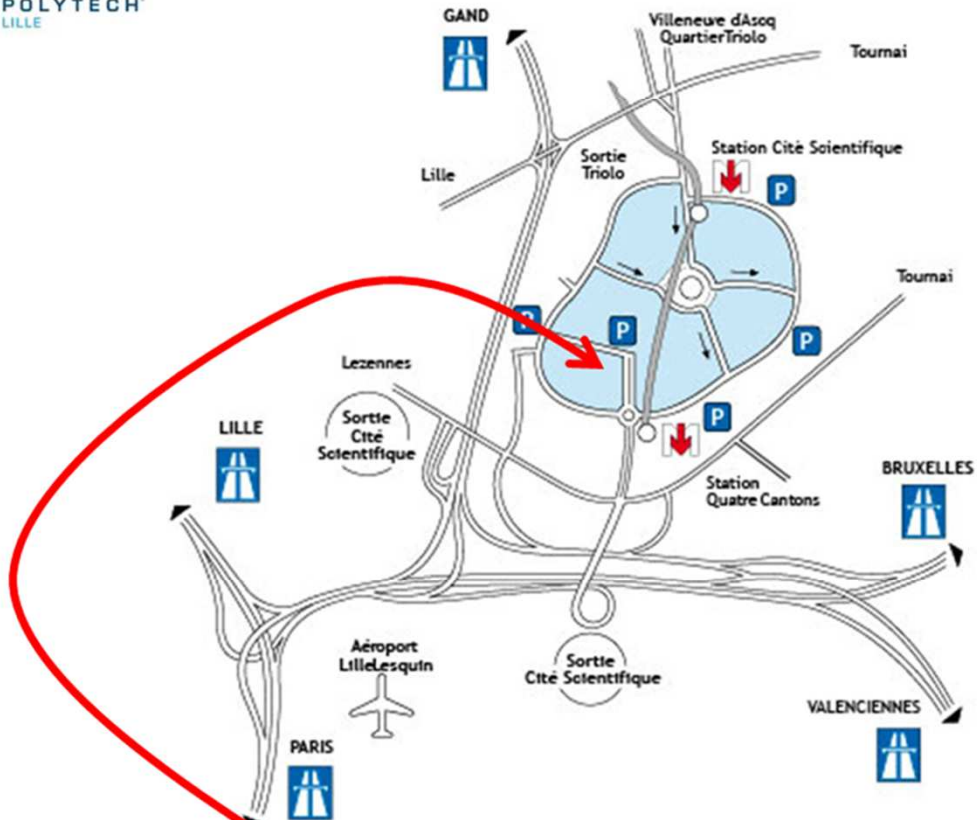 POLYTECH
LILLE
GAND
Villeneuve d'Ascq
QuartierTriolo
Tournai
Station Cité Scientifique
Lille
Sortie
Triolo
P
Tournai
P
P
P
Lezennes
Sortie
Cité
Scientifique
P
LILLE
Station
Quatre Cantons
BRUXELLES
Aéroport
LilleLesquin
Sortie
Cité Scientifique
VALENCIENNES
PARIS